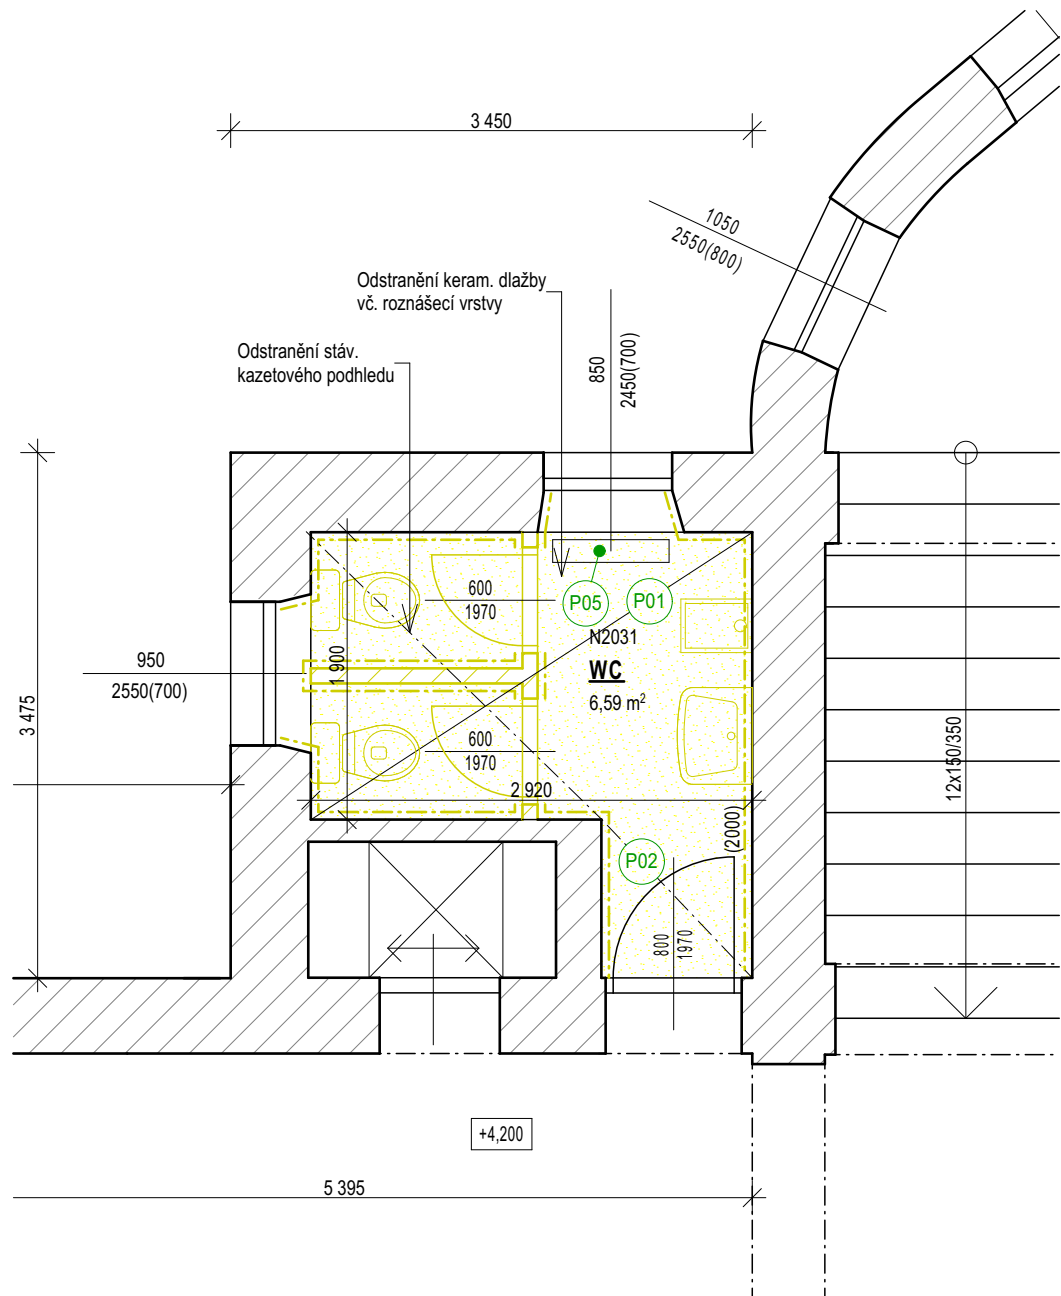 3 450
1050
2550(800)
Odstranění keram. dlažby
vč. roznášecí vrstvy
Odstranění stáv.
kazetového podhledu
850
2450(700)
600
1970
P05
P01
N2031
WC
6,59 m²
1 900
950
2550(700)
3 475
600
1970
2 920
(2000)
12x150/350
P02
800
1970
+4,200
5 395